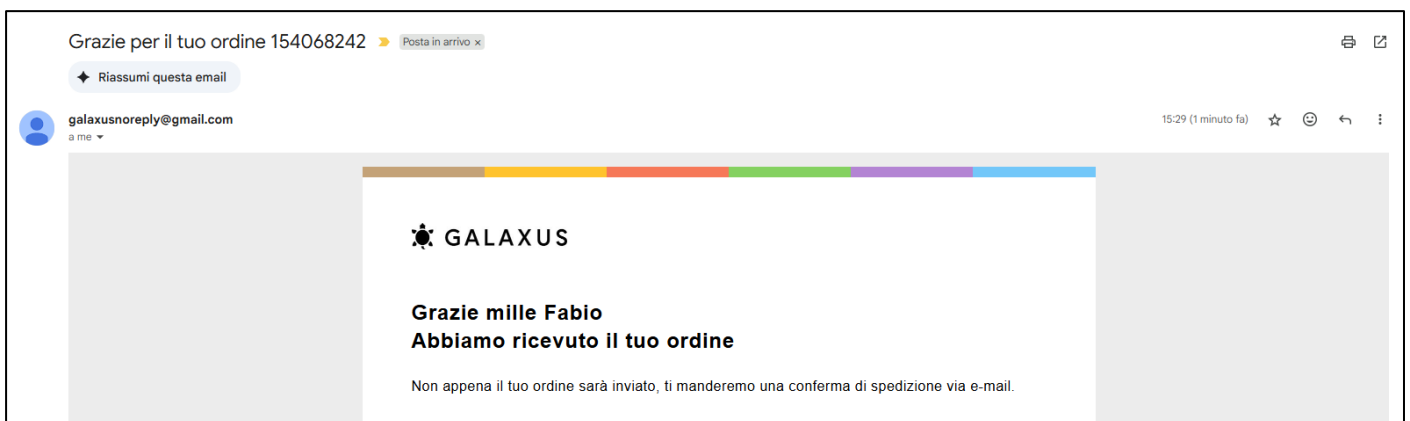 Grazie per il tuo ordine 154068242 Posta in arrivo x
Riassumi questa email
galaxusnoreply@gmail.com 15:29 (1 minuto fa)
a me
GALAXUS
Grazie mille Fabio
Abbiamo ricevuto il tuo ordine
Non appena il tuo ordine sarà inviato, ti manderemo una conferma di spedizione via e-mail.